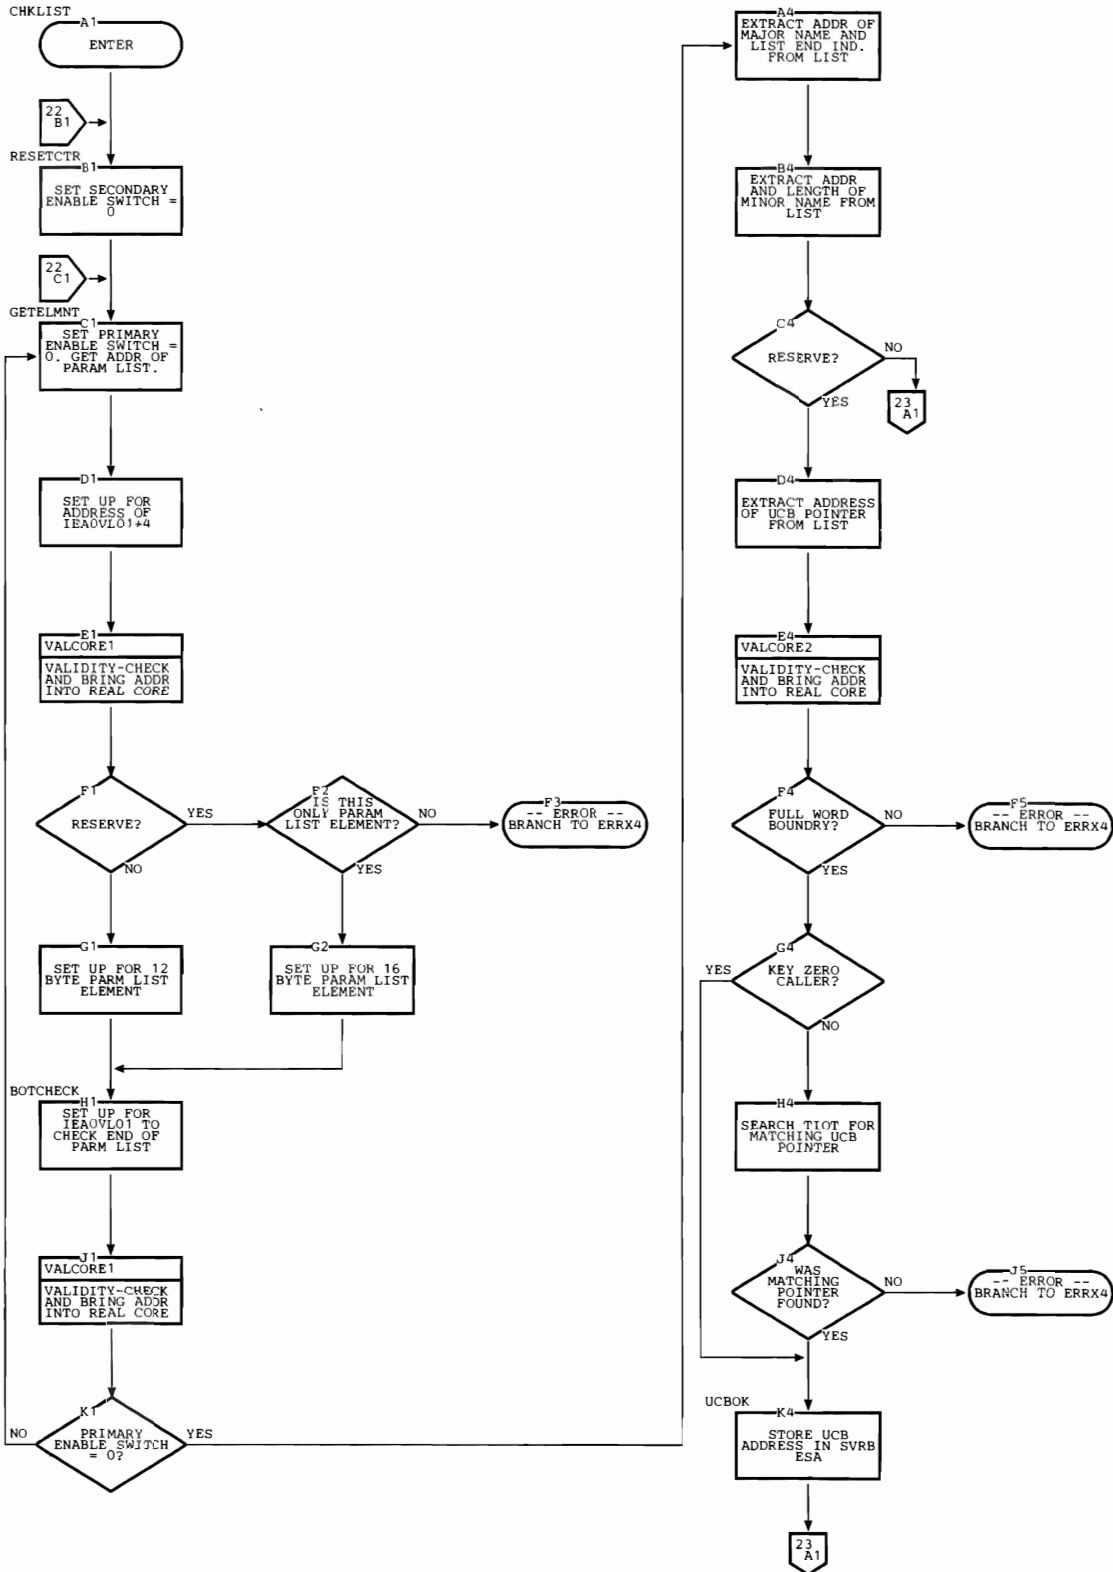 CHKLIST
A1
ENTER
22
B1
RESETCTR
B1
SET SECONDARY
ENABLE SWITCH =
0
22
C1
GETELMNT
C1
SET PRIMARY
ENABLE SWITCH =
0. GET ADDR OF
PARAM LIST.
D1
SET UP FOR
ADDRESS OF
IEA0VL01+4
E1
VALCORE1
VALIDITY-CHECK
AND BRING ADDR
INTO REAL CORE
F1
RESERVE?
YES
NO
F2
IS THIS
ONLY PARAM
LIST ELEMENT?
NO
YES
F3
-- ERROR --
BRANCH TO ERRX4
G1
SET UP FOR 12
BYTE PARM LIST
ELEMENT
G2
SET UP FOR 16
BYTE PARAM LIST
ELEMENT
BOTCHECK
H1
SET UP FOR
IEA0VL01 TO
CHECK END OF
PARM LIST
J1
VALCORE1
VALIDITY-CHECK
AND BRING ADDR
INTO REAL CORE
K1
PRIMARY
ENABLE SWITCH
= 0?
NO
YES
A4
EXTRACT ADDR OF
MAJOR NAME AND
LIST END IND.
FROM LIST
B4
EXTRACT ADDR
AND LENGTH OF
MINOR NAME FROM
LIST
C4
RESERVE?
NO
YES
23
A1
D4
EXTRACT ADDRESS
OF UCB POINTER
FROM LIST
E4
VALCORE2
VALIDITY-CHECK
AND BRING ADDR
INTO REAL CORE
F4
FULL WORD
BOUNDRY?
NO
YES
F5
-- ERROR --
BRANCH TO ERRX4
G4
KEY ZERO
CALLER?
YES
NO
H4
SEARCH TIOT FOR
MATCHING UCB
POINTER
J4
WAS
MATCHING
POINTER
FOUND?
NO
YES
J5
-- ERROR --
BRANCH TO ERRX4
UCBOK
K4
STORE UCB
ADDRESS IN SVRB
ESA
23
A1